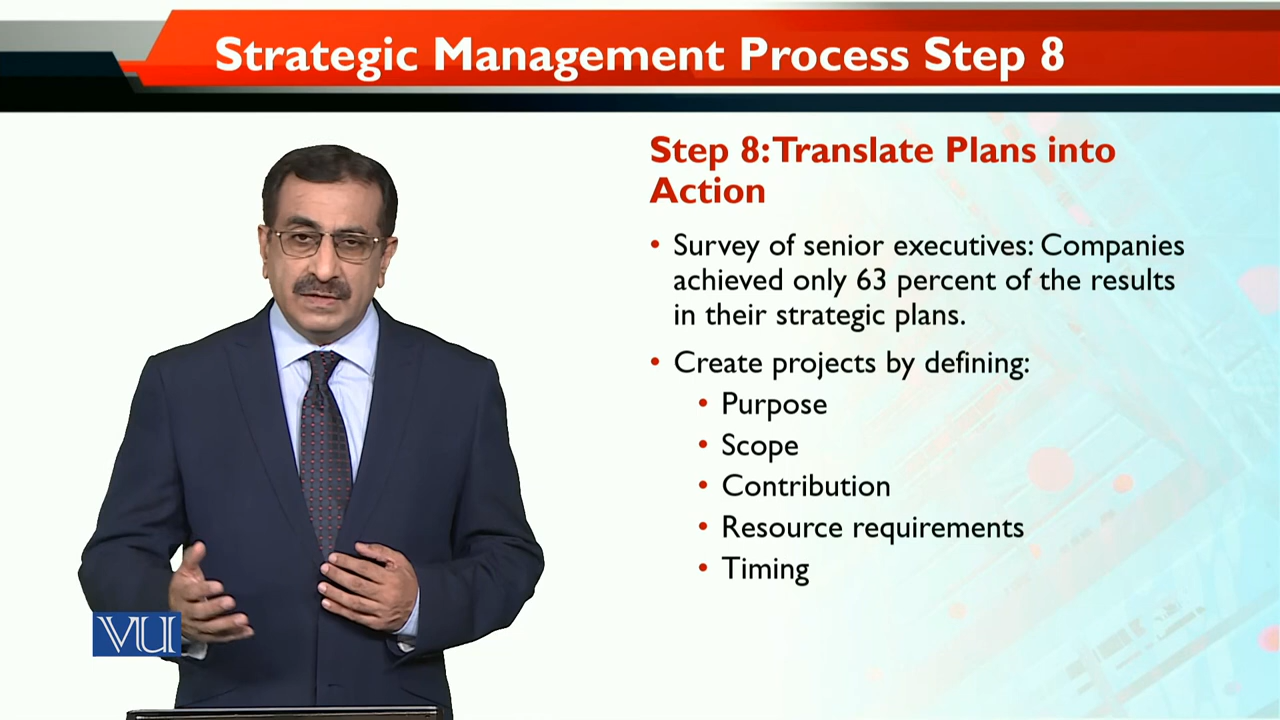 Strategic Management Process Step 8
Step 8: Translate Plans into
Action
• Survey of senior executives: Companies
achieved only 63 percent of the results
in their strategic plans.
• Create projects by defining:
• Purpose
• Scope
• Contribution
• Resource requirements
• Timing
VU